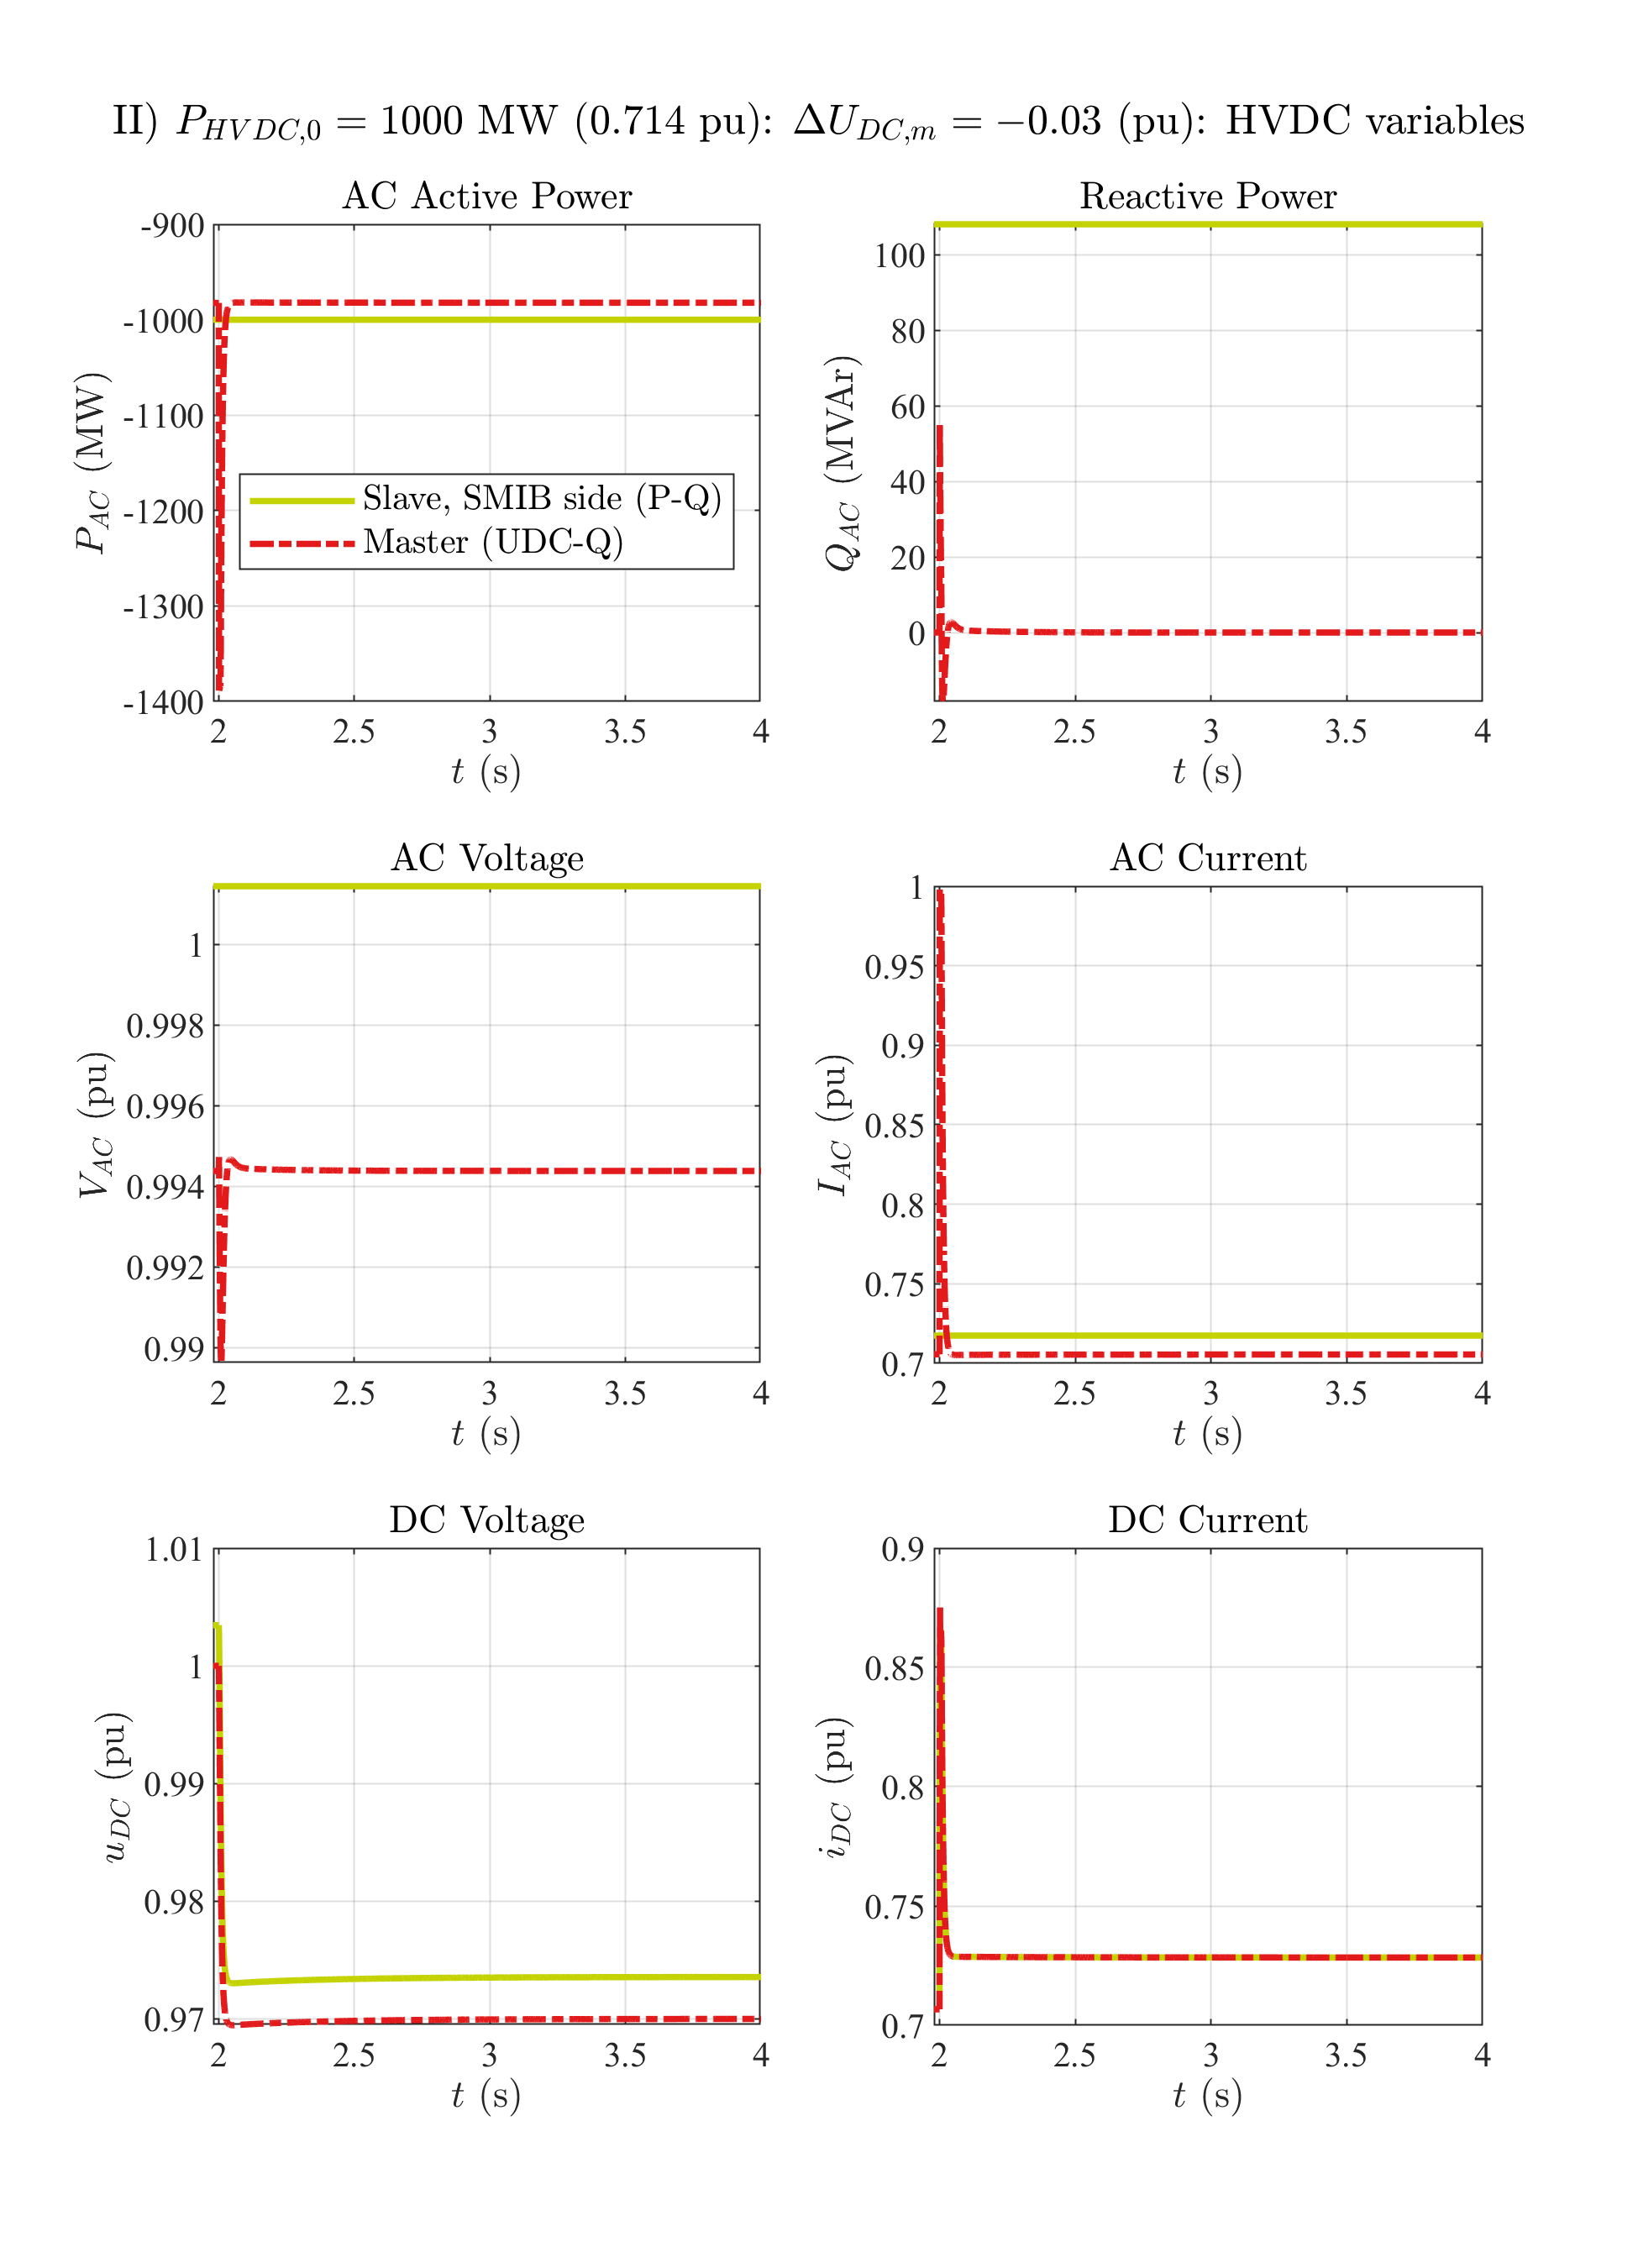 II) P_{HVDC,0} = 1000 MW (0.714 pu): ΔU_{DC,m} = −0.03 (pu): HVDC variables
AC Active Power
-900
-1000
-1100
-1200
-1300
-1400
P_{AC} (MW)
Slave, SMIB side (P-Q)
Master (UDC-Q)
2 2.5 3 3.5 4
t (s)
Reactive Power
100
80
60
40
20
0
Q_{AC} (MVAr)
2 2.5 3 3.5 4
t (s)
AC Voltage
1
0.998
0.996
0.994
0.992
0.99
V_{AC} (pu)
2 2.5 3 3.5 4
t (s)
AC Current
1
0.95
0.9
0.85
0.8
0.75
0.7
I_{AC} (pu)
2 2.5 3 3.5 4
t (s)
DC Voltage
1.01
1
0.99
0.98
0.97
u_{DC} (pu)
2 2.5 3 3.5 4
t (s)
DC Current
0.9
0.85
0.8
0.75
0.7
i_{DC} (pu)
2 2.5 3 3.5 4
t (s)